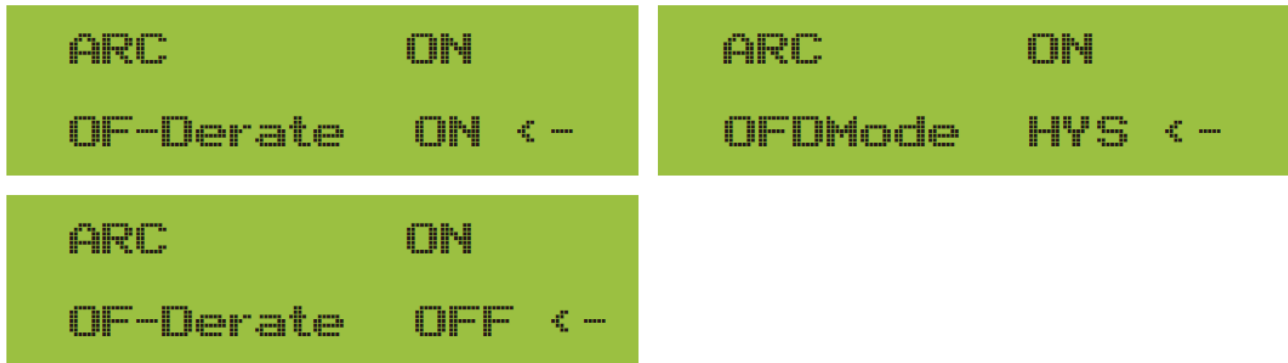 ARC ON
OF-Derate ON <-
ARC ON
OFDMode HYS <-
ARC ON
OF-Derate OFF <-